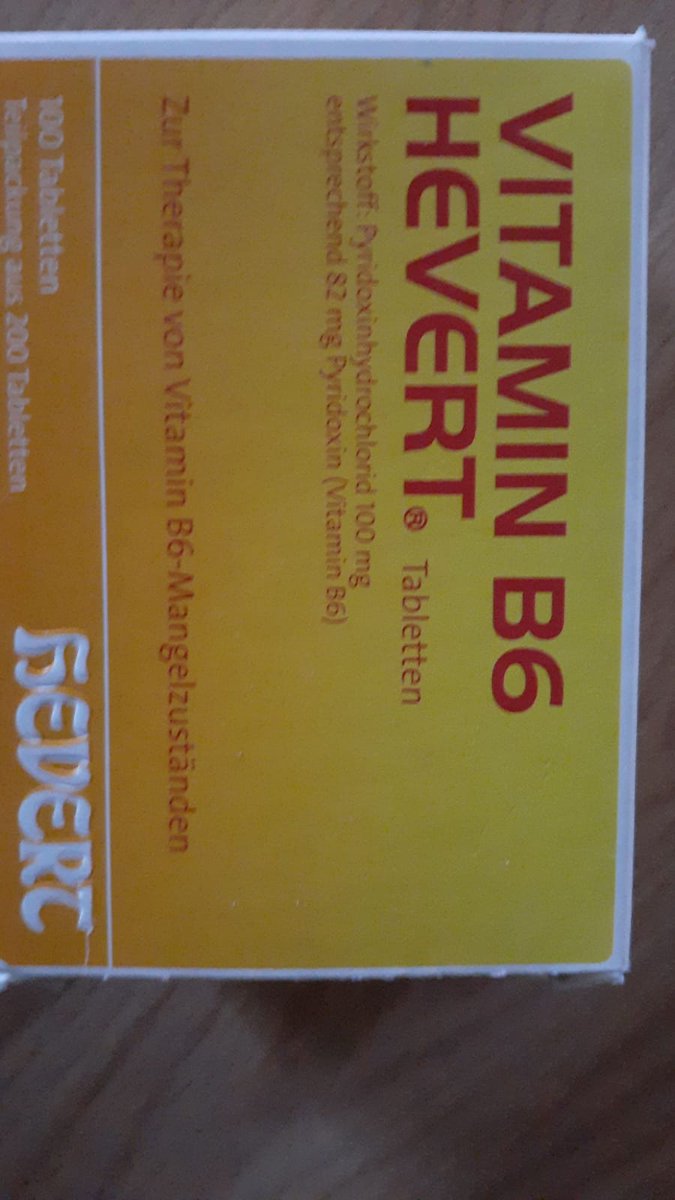 VITAMIN B6
HEVERT® Tabletten
Wirkstoff: Pyridoxinhydrochlorid 100 mg
entsprechend 82 mg Pyridoxin (Vitamin B6)
Zur Therapie von Vitamin B6-Mangelzuständen
100 Tabletten
Teilpackung aus 200 Tabletten
HEVERT